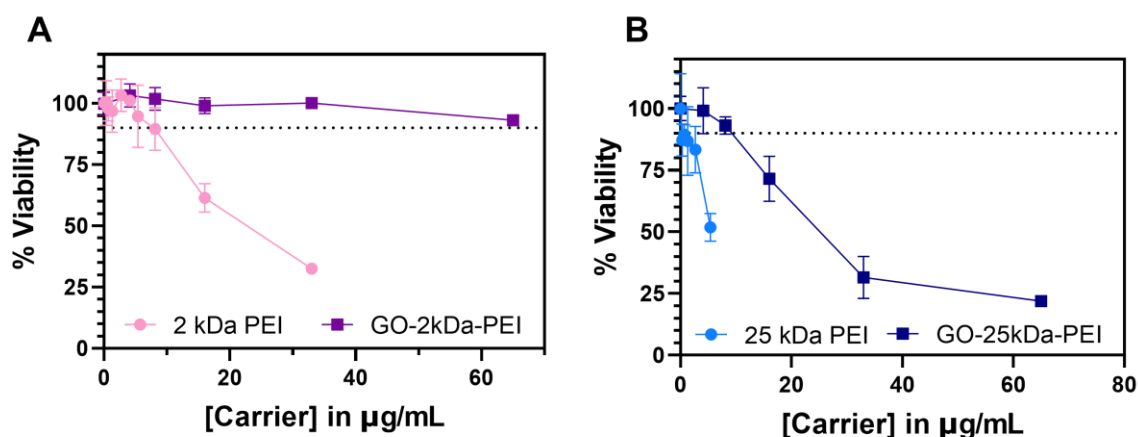 A
% Viability
100
75
50
25
0
2 kDa PEI GO-2kDa-PEI
0 20 40 60
[Carrier] in µg/mL
B
% Viability
100
75
50
25
0
25 kDa PEI GO-25kDa-PEI
0 20 40 60 80
[Carrier] in µg/mL